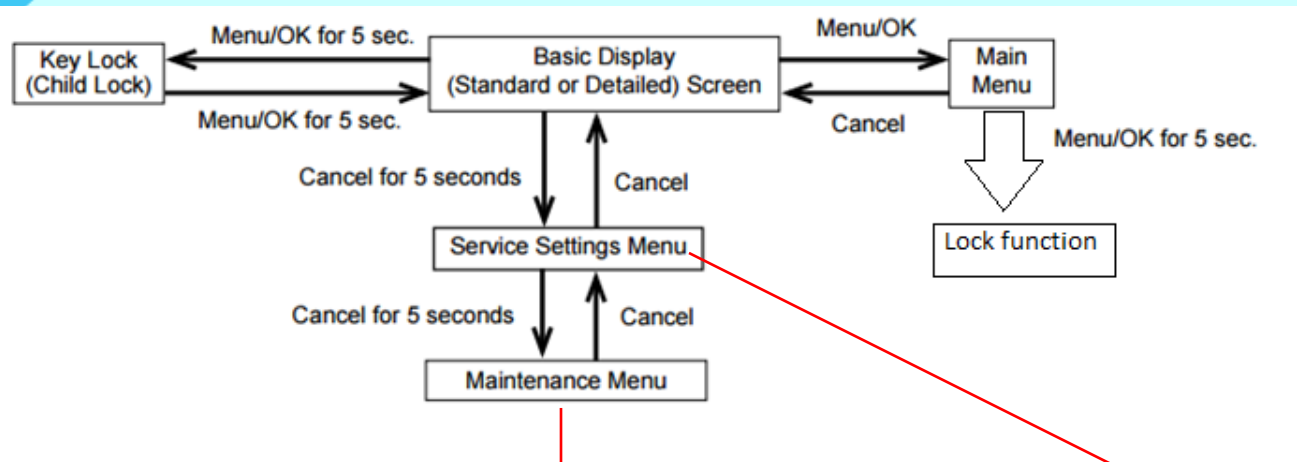 Menu/OK for 5 sec.
Menu/OK
Key Lock
(Child Lock)
Basic Display
(Standard or Detailed) Screen
Main
Menu
Menu/OK for 5 sec.
Cancel
Menu/OK for 5 sec.
Cancel for 5 seconds
Cancel
Service Settings Menu
Lock function
Cancel for 5 seconds
Cancel
Maintenance Menu